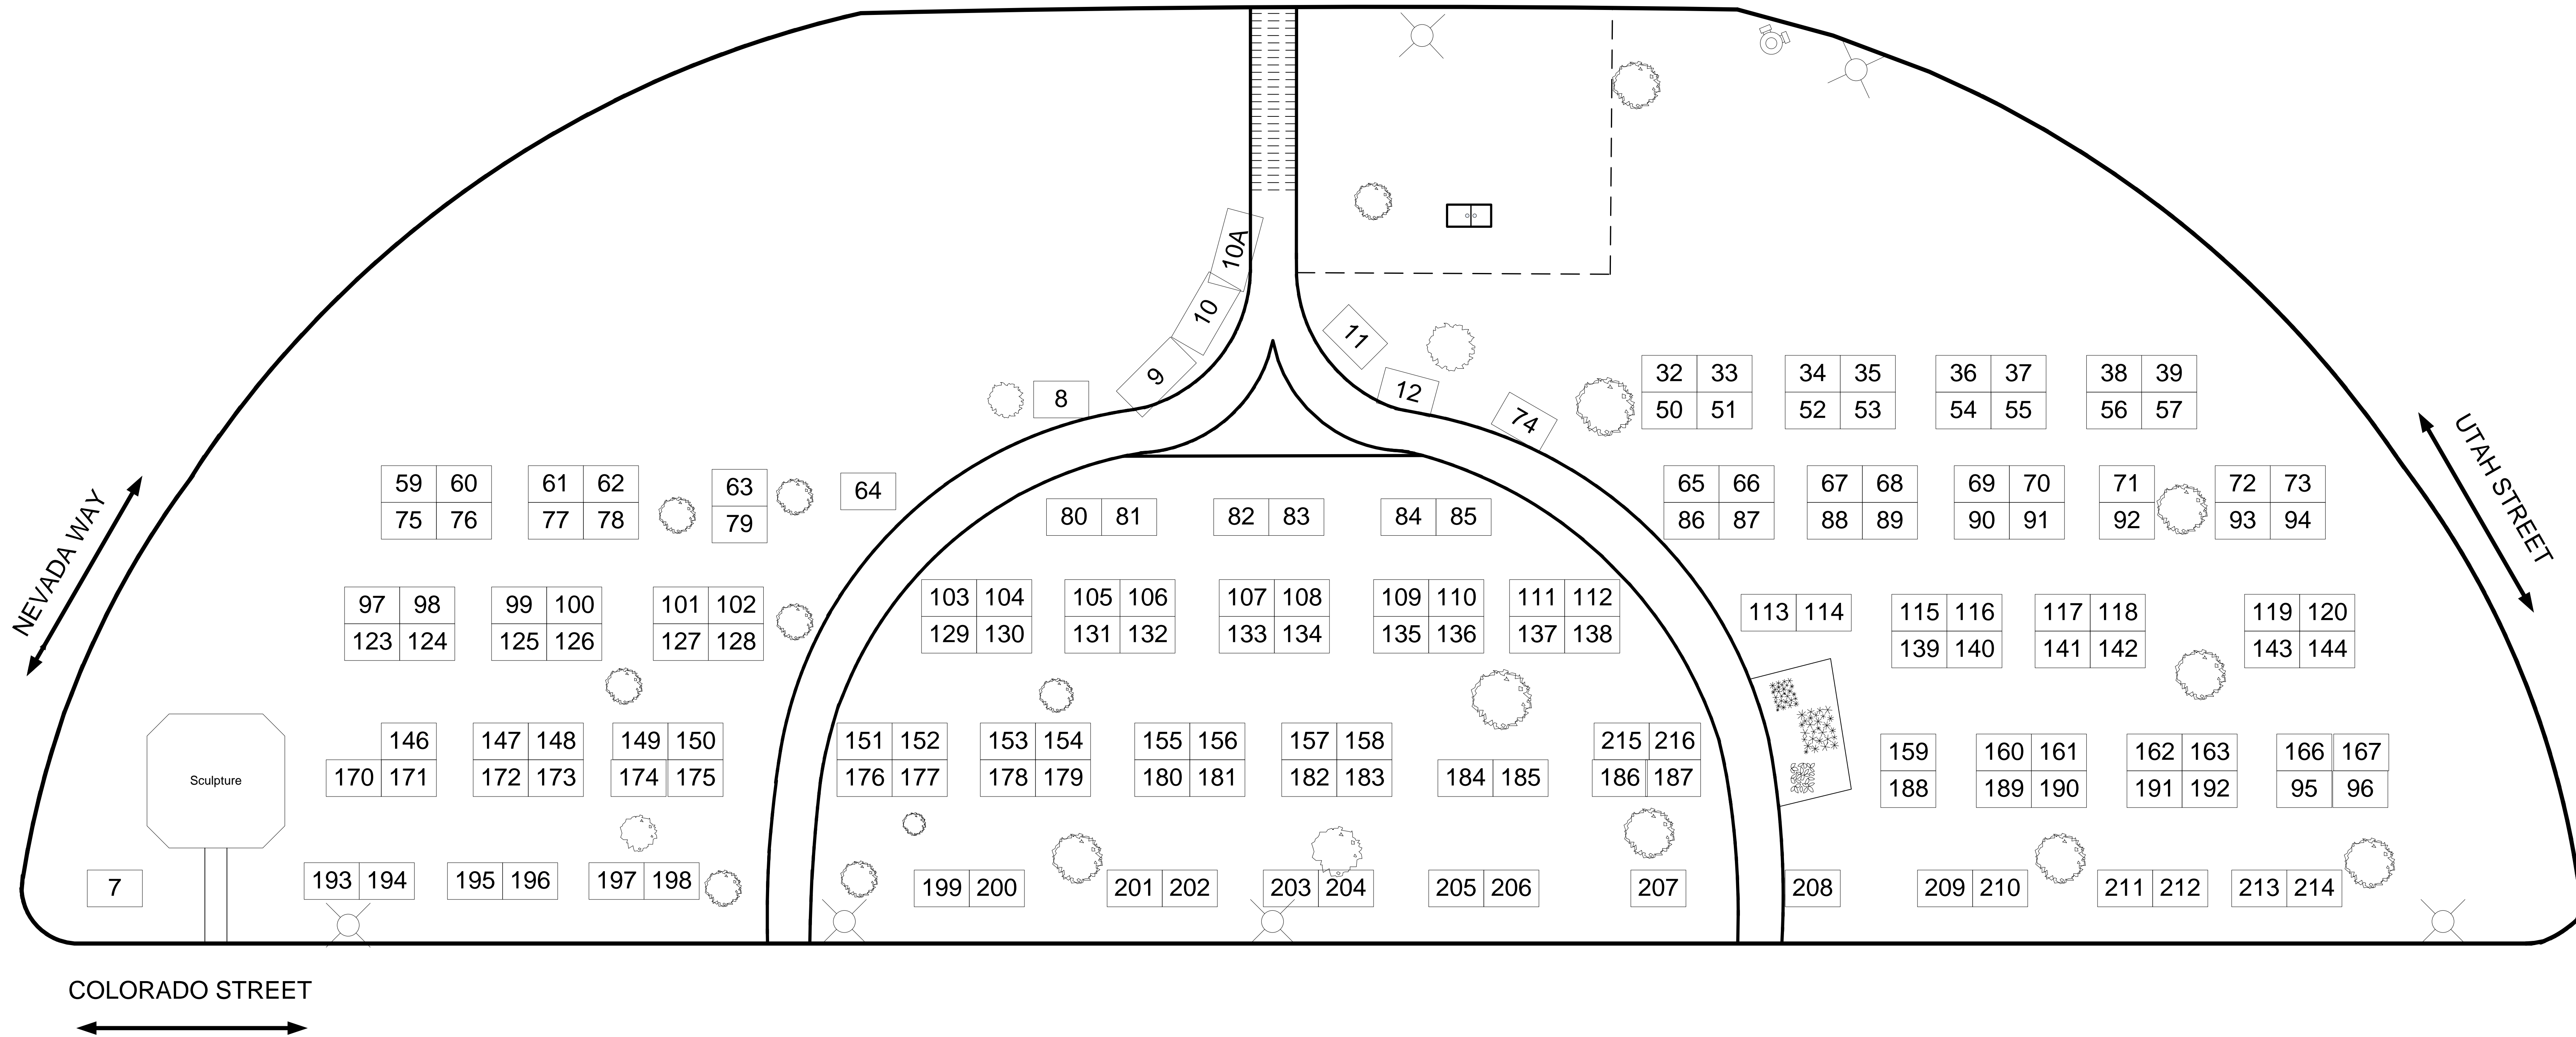 10A
10
9
8
11
12
74
32 33 34 35 36 37 38 39
50 51 52 53 54 55 56 57
UTAH STREET
NEVADA WAY
59 60 61 62 63 64 65 66 67 68 69 70 71 72 73
75 76 77 78 79 80 81 82 83 84 85 86 87 88 89 90 91 92 93 94
97 98 99 100 101 102 103 104 105 106 107 108 109 110 111 112 113 114 115 116 117 118 119 120
123 124 125 126 127 128 129 130 131 132 133 134 135 136 137 138 139 140 141 142 143 144
146 147 148 149 150 151 152 153 154 155 156 157 158 215 216 159 160 161 162 163 166 167
Sculpture
170 171 172 173 174 175 176 177 178 179 180 181 182 183 184 185 186 187 188 189 190 191 192 95 96
7 193 194 195 196 197 198 199 200 201 202 203 204 205 206 207 208 209 210 211 212 213 214
COLORADO STREET